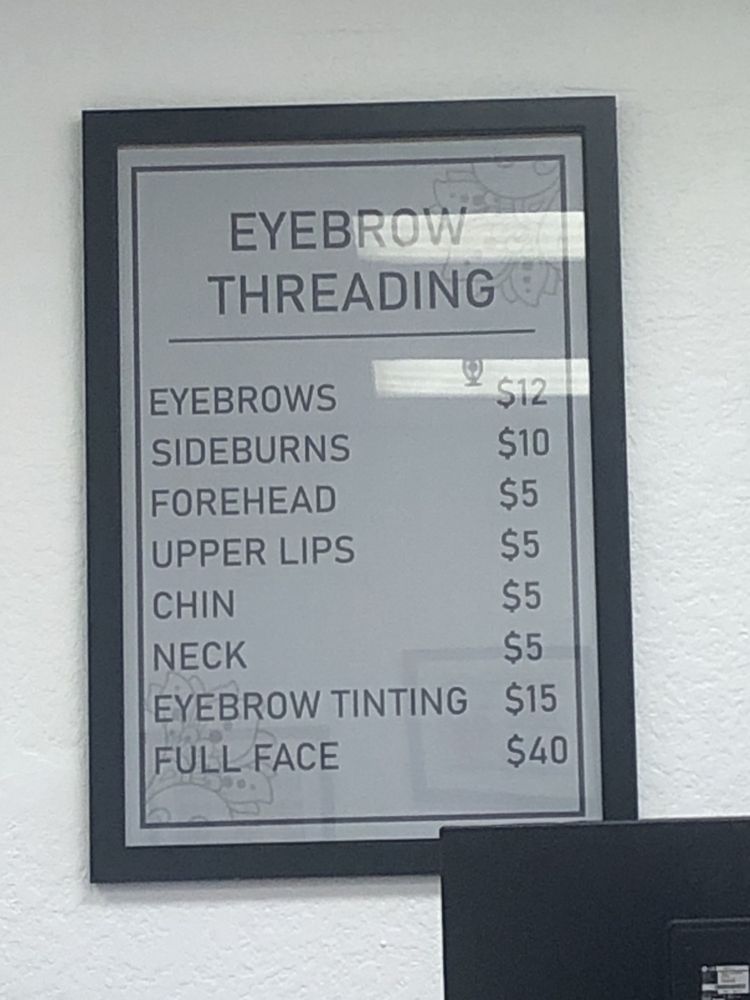 EYEBROW
THREADING
EYEBROWS $12
SIDEBURNS $10
FOREHEAD $5
UPPER LIPS $5
CHIN $5
NECK $5
EYEBROW TINTING $15
FULL FACE $40